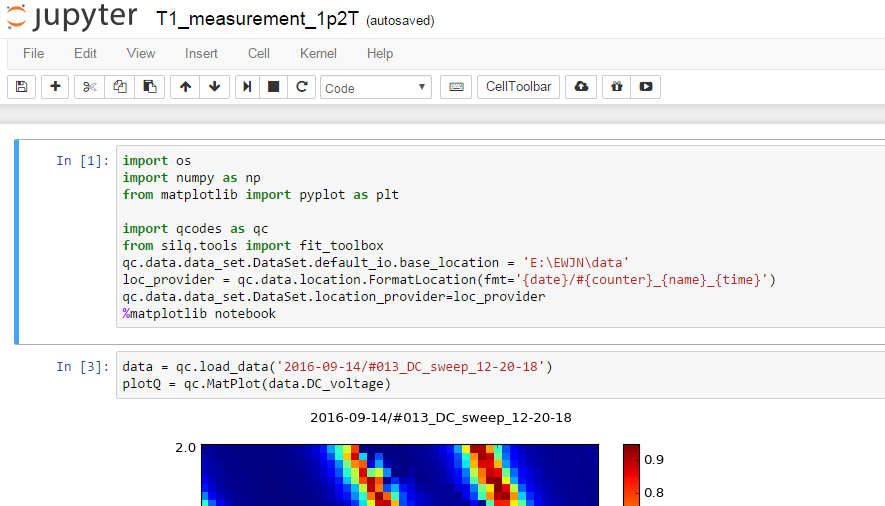 jupyter T1_measurement_1p2T (autosaved)
File Edit View Insert Cell Kernel Help
Code CellToolbar
In [1]: import os
import numpy as np
from matplotlib import pyplot as plt
import qcodes as qc
from silq.tools import fit_toolbox
qc.data.data_set.DataSet.default_io.base_location = 'E:\EWJN\data'
loc_provider = qc.data.location.FormatLocation(fmt='{date}/#{counter}_{name}_{time}')
qc.data.data_set.DataSet.location_provider=loc_provider
%matplotlib notebook
In [3]: data = qc.load_data('2016-09-14/#013_DC_sweep_12-20-18')
plotQ = qc.MatPlot(data.DC_voltage)
2016-09-14/#013_DC_sweep_12-20-18
2.0
0.9
0.8